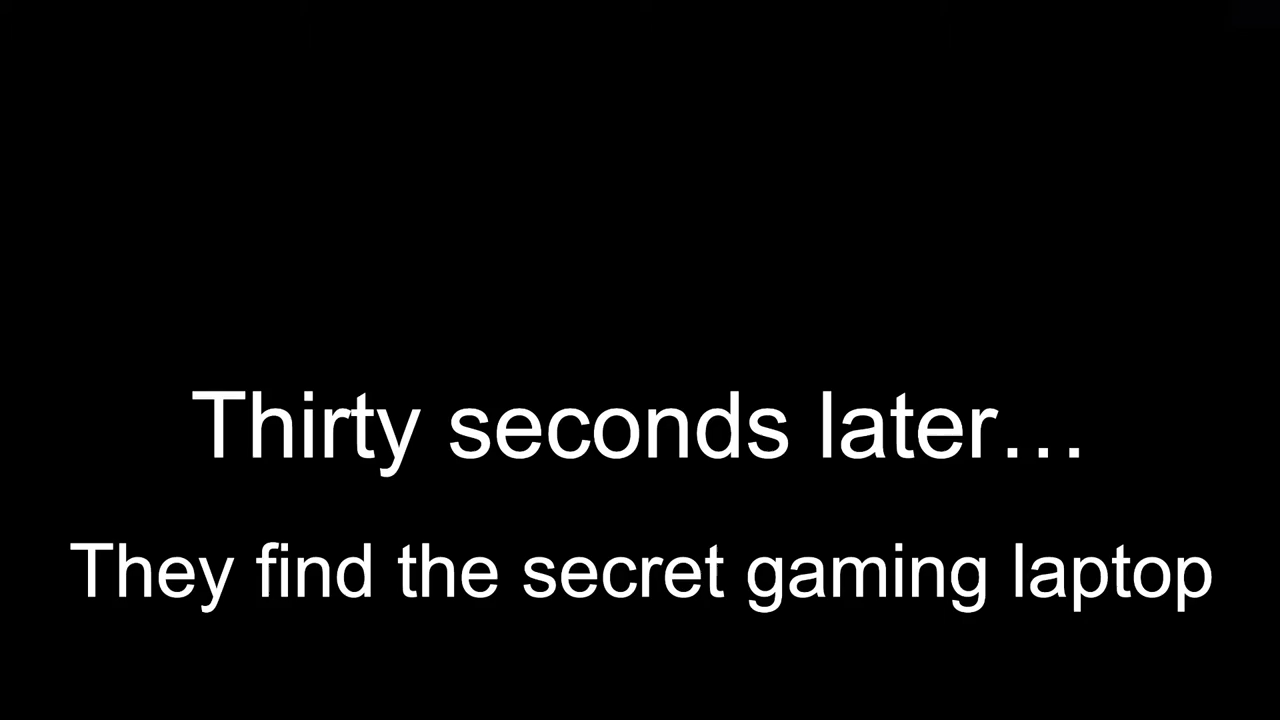 Thirty seconds later…
They find the secret gaming laptop